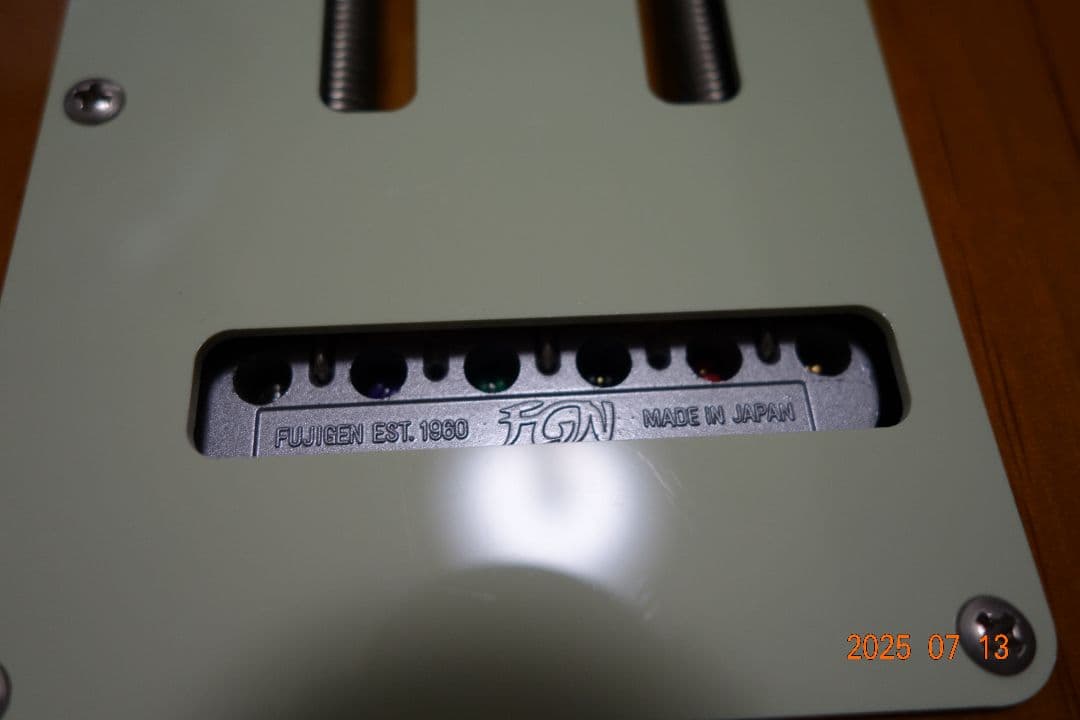 FUJIGEN EST. 1960 FGN MADE IN JAPAN
2025 07 13